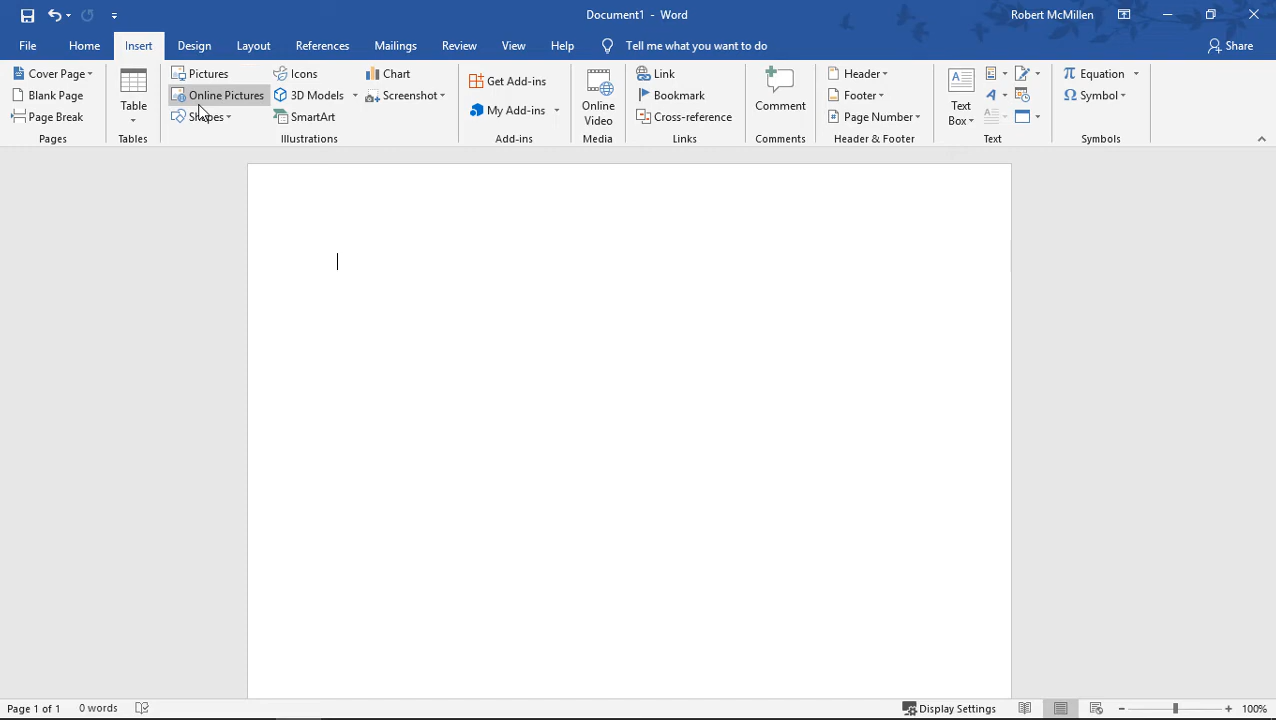 Document1 - Word
Robert McMillen
File Home Insert Design Layout References Mailings Review View Help Tell me what you want to do Share
Cover Page
Blank Page
Page Break
Pages
Table
Tables
Pictures
Online Pictures
Shapes
Icons
3D Models
SmartArt
Chart
Screenshot
Illustrations
Get Add-ins
My Add-ins
Add-ins
Online
Video
Media
Link
Bookmark
Cross-reference
Links
Comment
Comments
Header
Footer
Page Number
Header & Footer
Text
Box
Text
Equation
Symbol
Symbols
Page 1 of 1 0 words Display Settings 100%